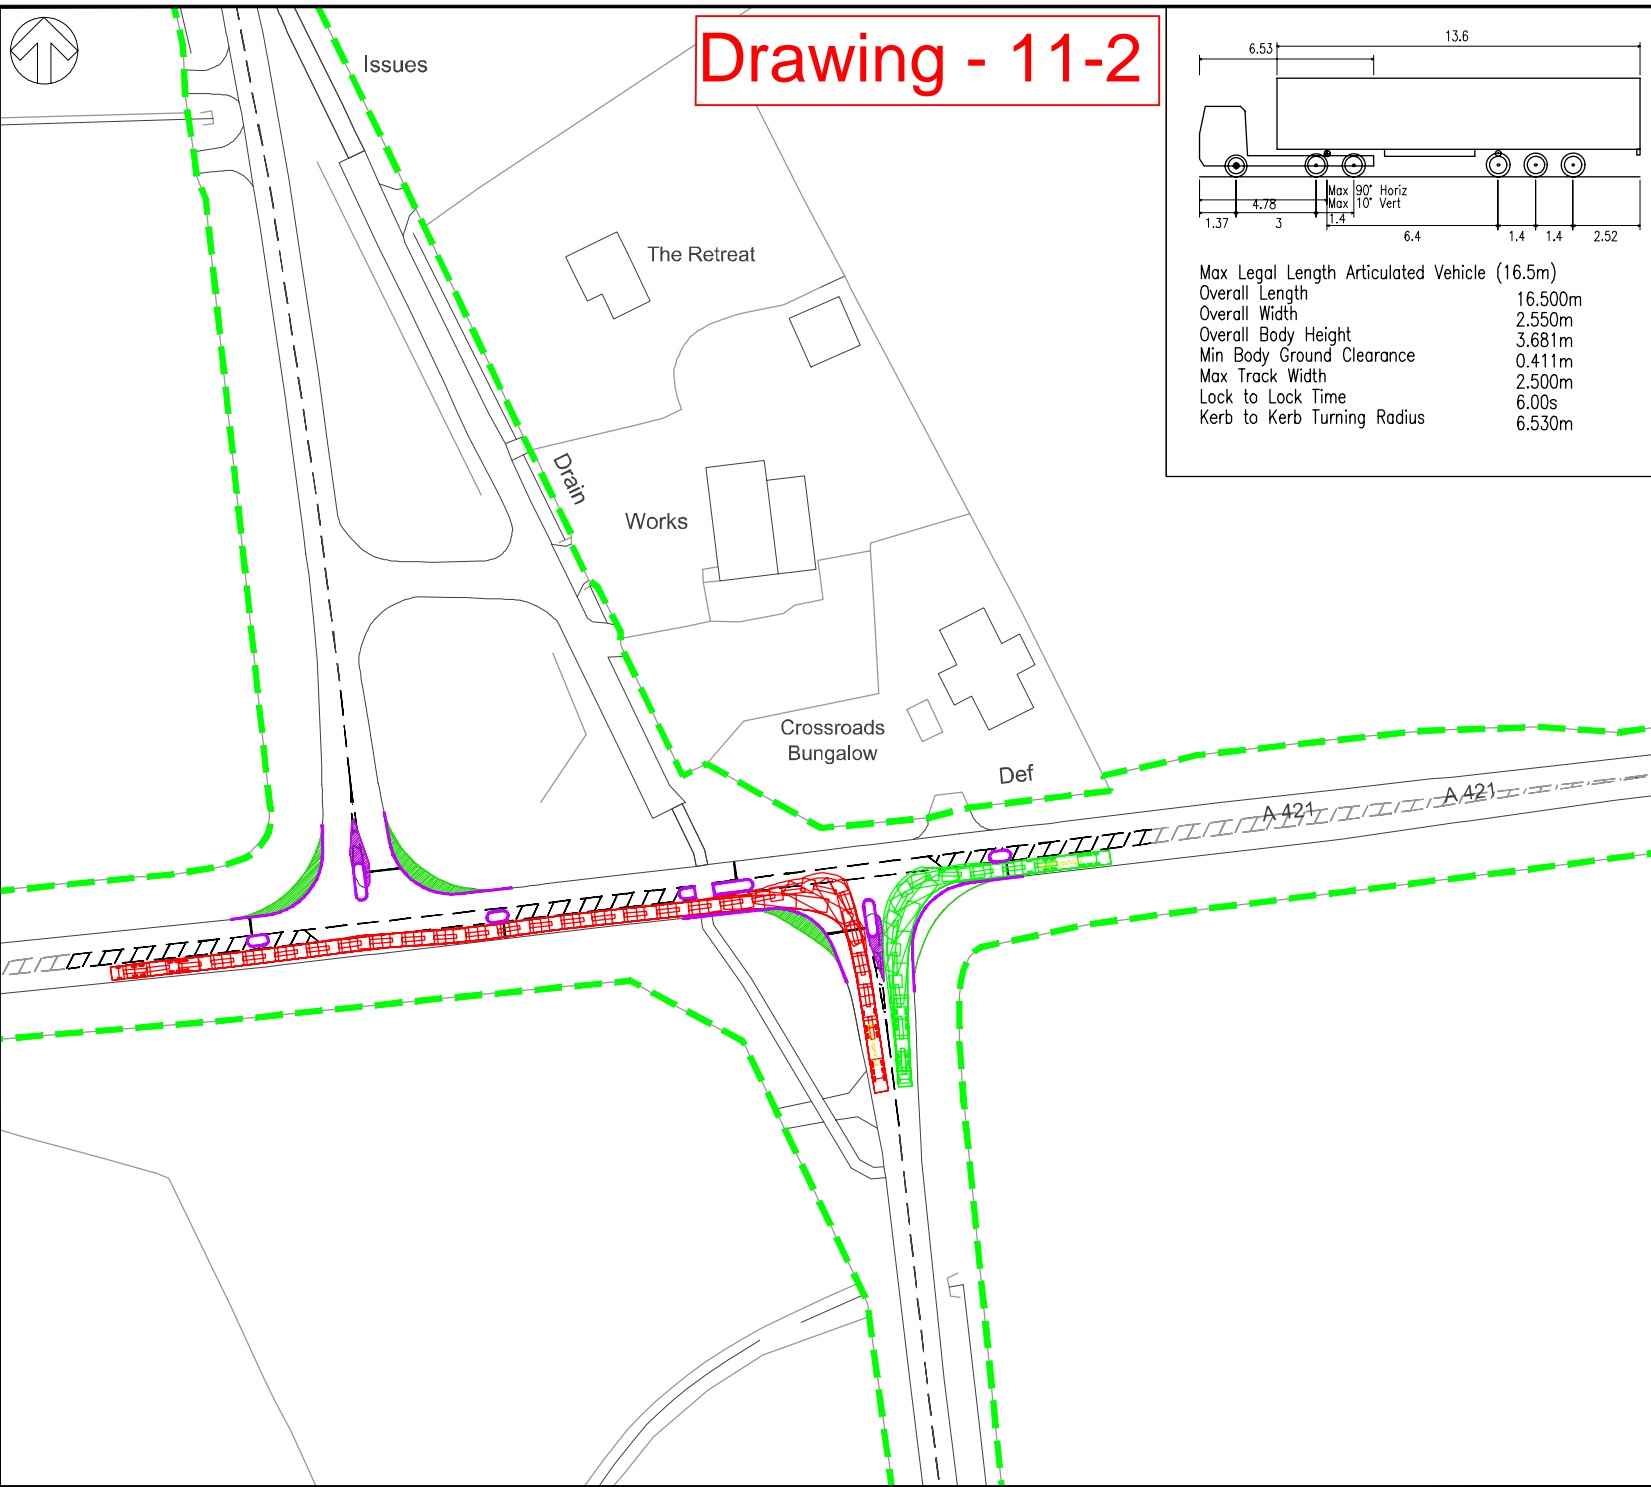 Drawing - 11-2
Issues
The Retreat
Drain
Works
Crossroads
Bungalow
Def
A 421
A 421
13.6
6.53
Max 90° Horiz
Max 10° Vert
4.78
1.37
3
1.4
6.4
1.4
1.4
2.52
Max Legal Length Articulated Vehicle (16.5m)
Overall Length 16.500m
Overall Width 2.550m
Overall Body Height 3.681m
Min Body Ground Clearance 0.411m
Max Track Width 2.500m
Lock to Lock Time 6.00s
Kerb to Kerb Turning Radius 6.530m